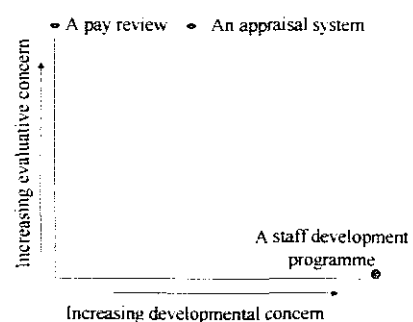 A pay review
An appraisal system
Increasing evaluative concern
A staff development
programme
Increasing developmental concern